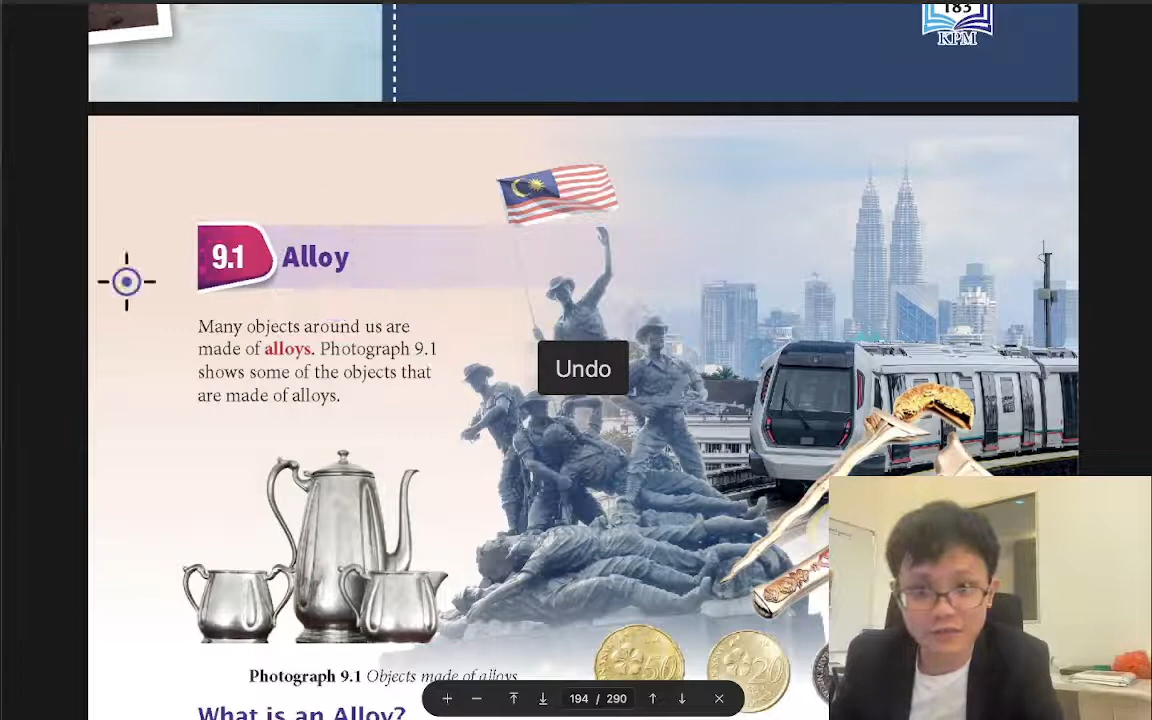 183
KPM
9.1 Alloy
Many objects around us are
made of alloys. Photograph 9.1
shows some of the objects that
are made of alloys.
Undo
50
20
Photograph 9.1 Objects made of alloys
What is an Alloy?
194 / 290